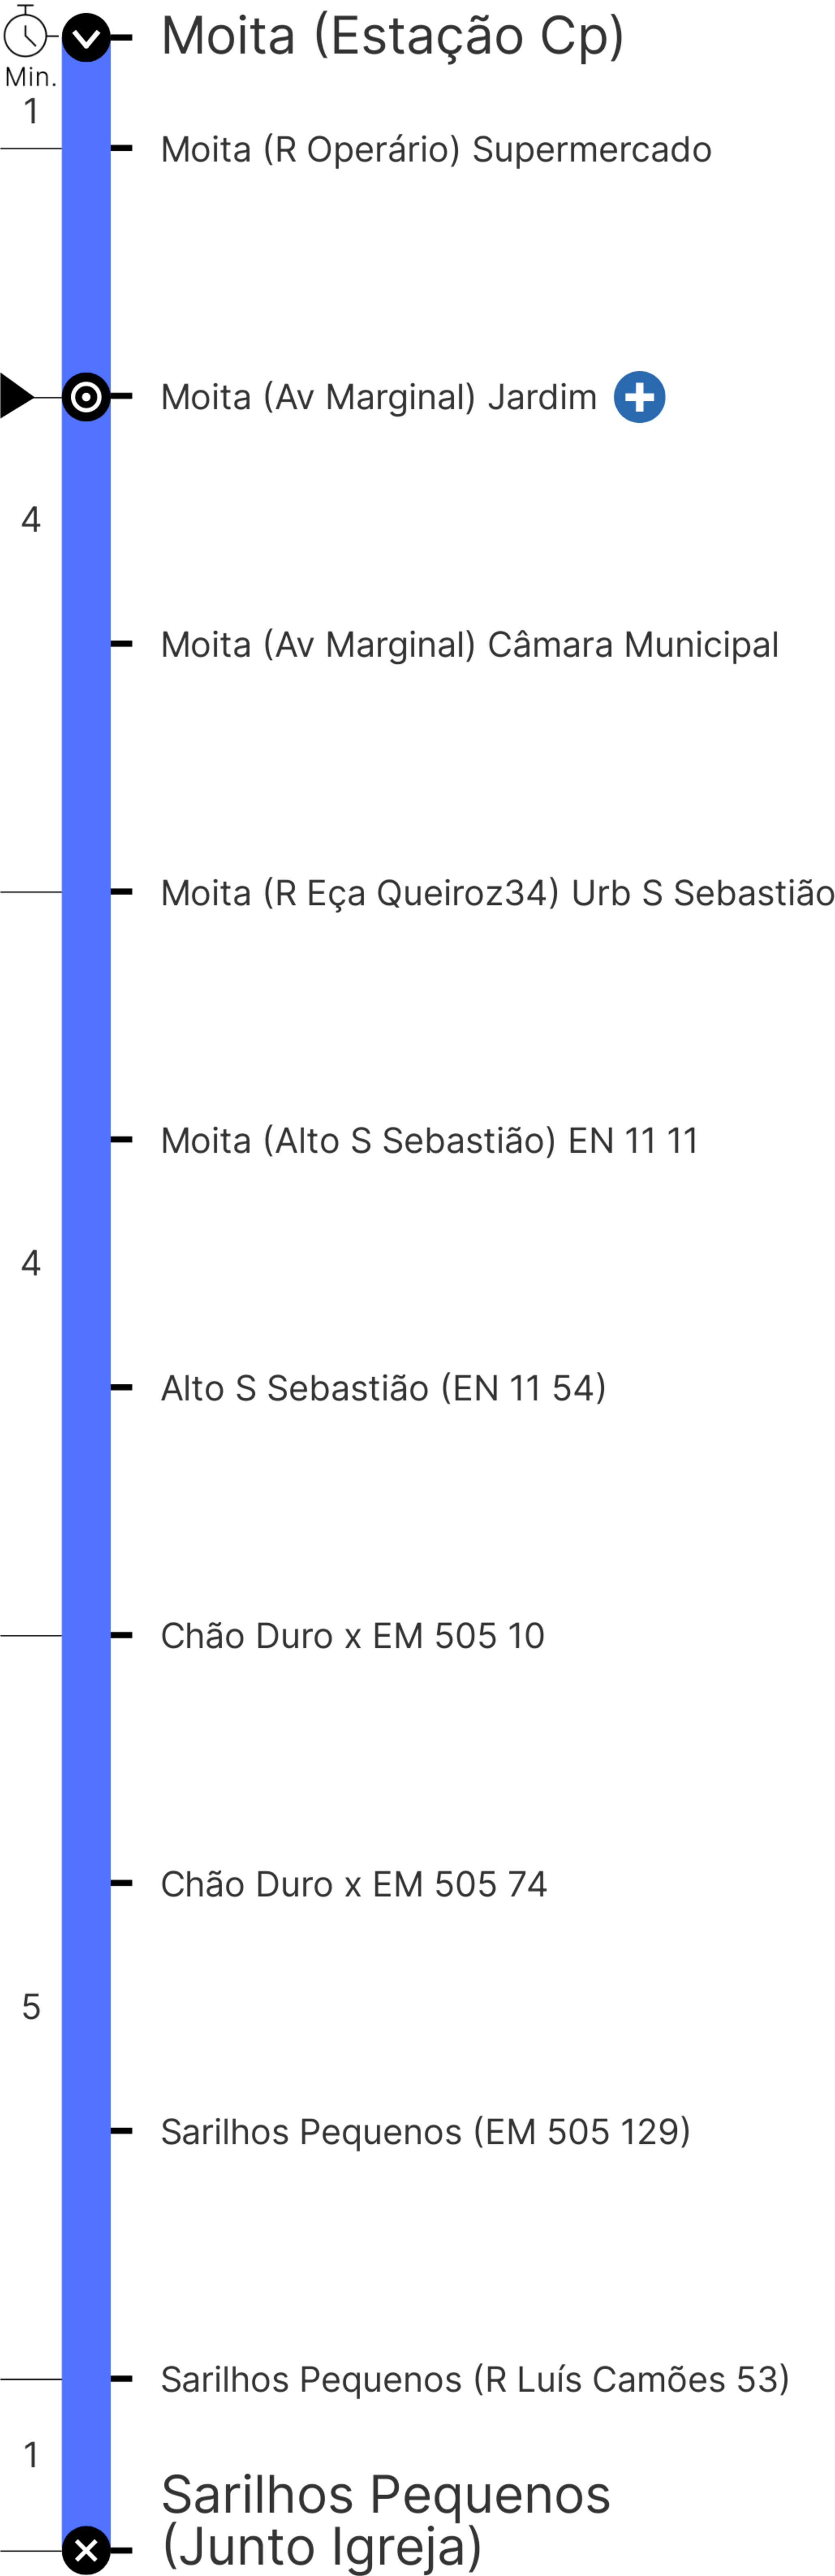 Moita (Estação Cp)
Min.
1
Moita (R Operário) Supermercado
Moita (Av Marginal) Jardim
4
Moita (Av Marginal) Câmara Municipal
Moita (R Eça Queiroz34) Urb S Sebastião
Moita (Alto S Sebastião) EN 11 11
4
Alto S Sebastião (EN 11 54)
Chão Duro x EM 505 10
Chão Duro x EM 505 74
5
Sarilhos Pequenos (EM 505 129)
Sarilhos Pequenos (R Luís Camões 53)
1
Sarilhos Pequenos
(Junto Igreja)